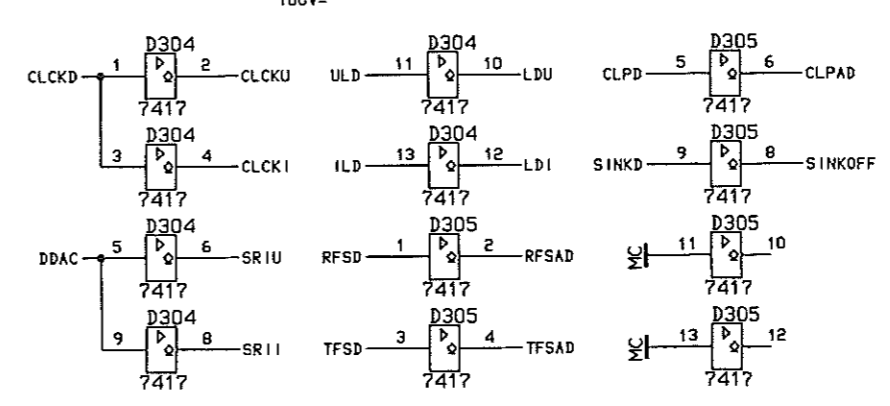 D304 D304 D305
CLCKD 1 2 CLCKU ULD 11 10 LDU CLPD 5 6 CLPAD
7417 7417 7417
D304 D304 D305
3 4 CLCKI ILD 13 12 LDI SINKD 9 8 SINKOFF
7417 7417 7417
D304 D305 D305
DDAC 5 6 SRIU RFSD 1 2 RFSAD MC 11 10
7417 7417 7417
D304 D305 D305
9 8 SRII TFSD 3 4 TFSAD MC 13 12
7417 7417 7417